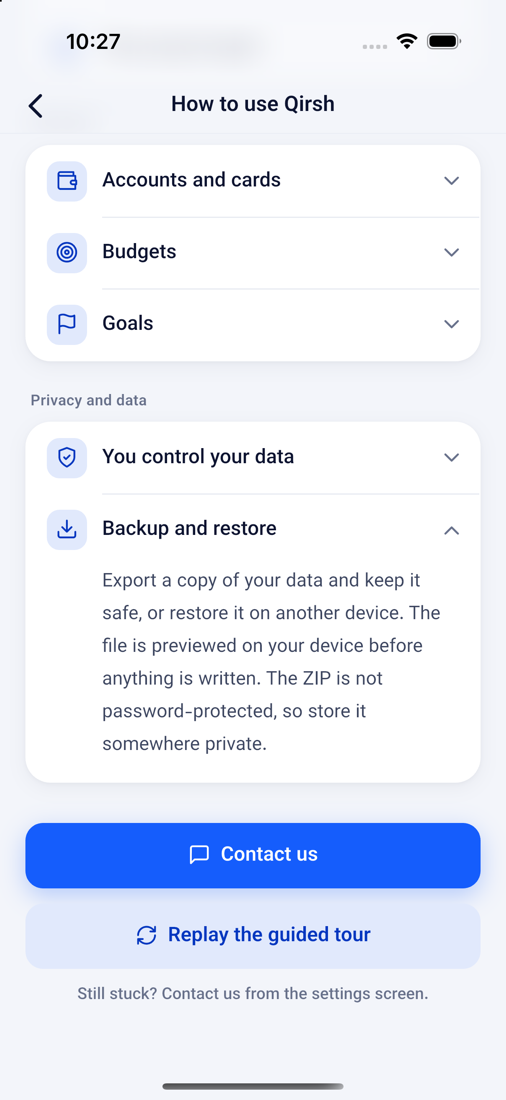 10:27
How to use Qirsh
Accounts and cards
Budgets
Goals
Privacy and data
You control your data
Backup and restore
Export a copy of your data and keep it
safe, or restore it on another device. The
file is previewed on your device before
anything is written. The ZIP is not
password-protected, so store it
somewhere private.
Contact us
Replay the guided tour
Still stuck? Contact us from the settings screen.